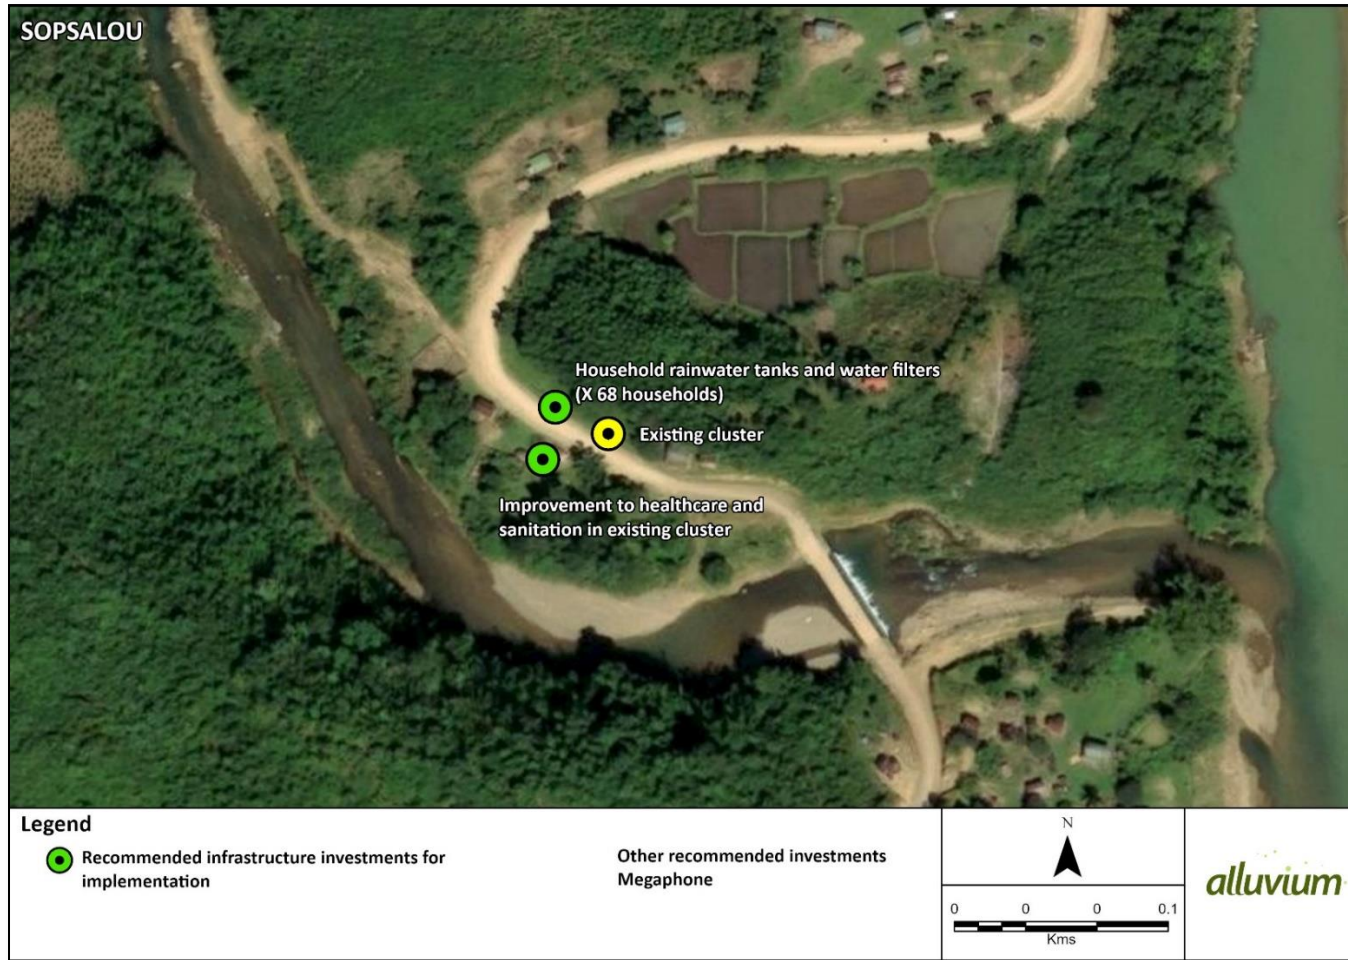 SOPSALOU
Household rainwater tanks and water filters
(X 68 households)
Existing cluster
Improvement to healthcare and
sanitation in existing cluster
Legend
Recommended infrastructure investments for
implementation
Other recommended investments
Megaphone
N
0 0 0 0.1
Kms
alluvium